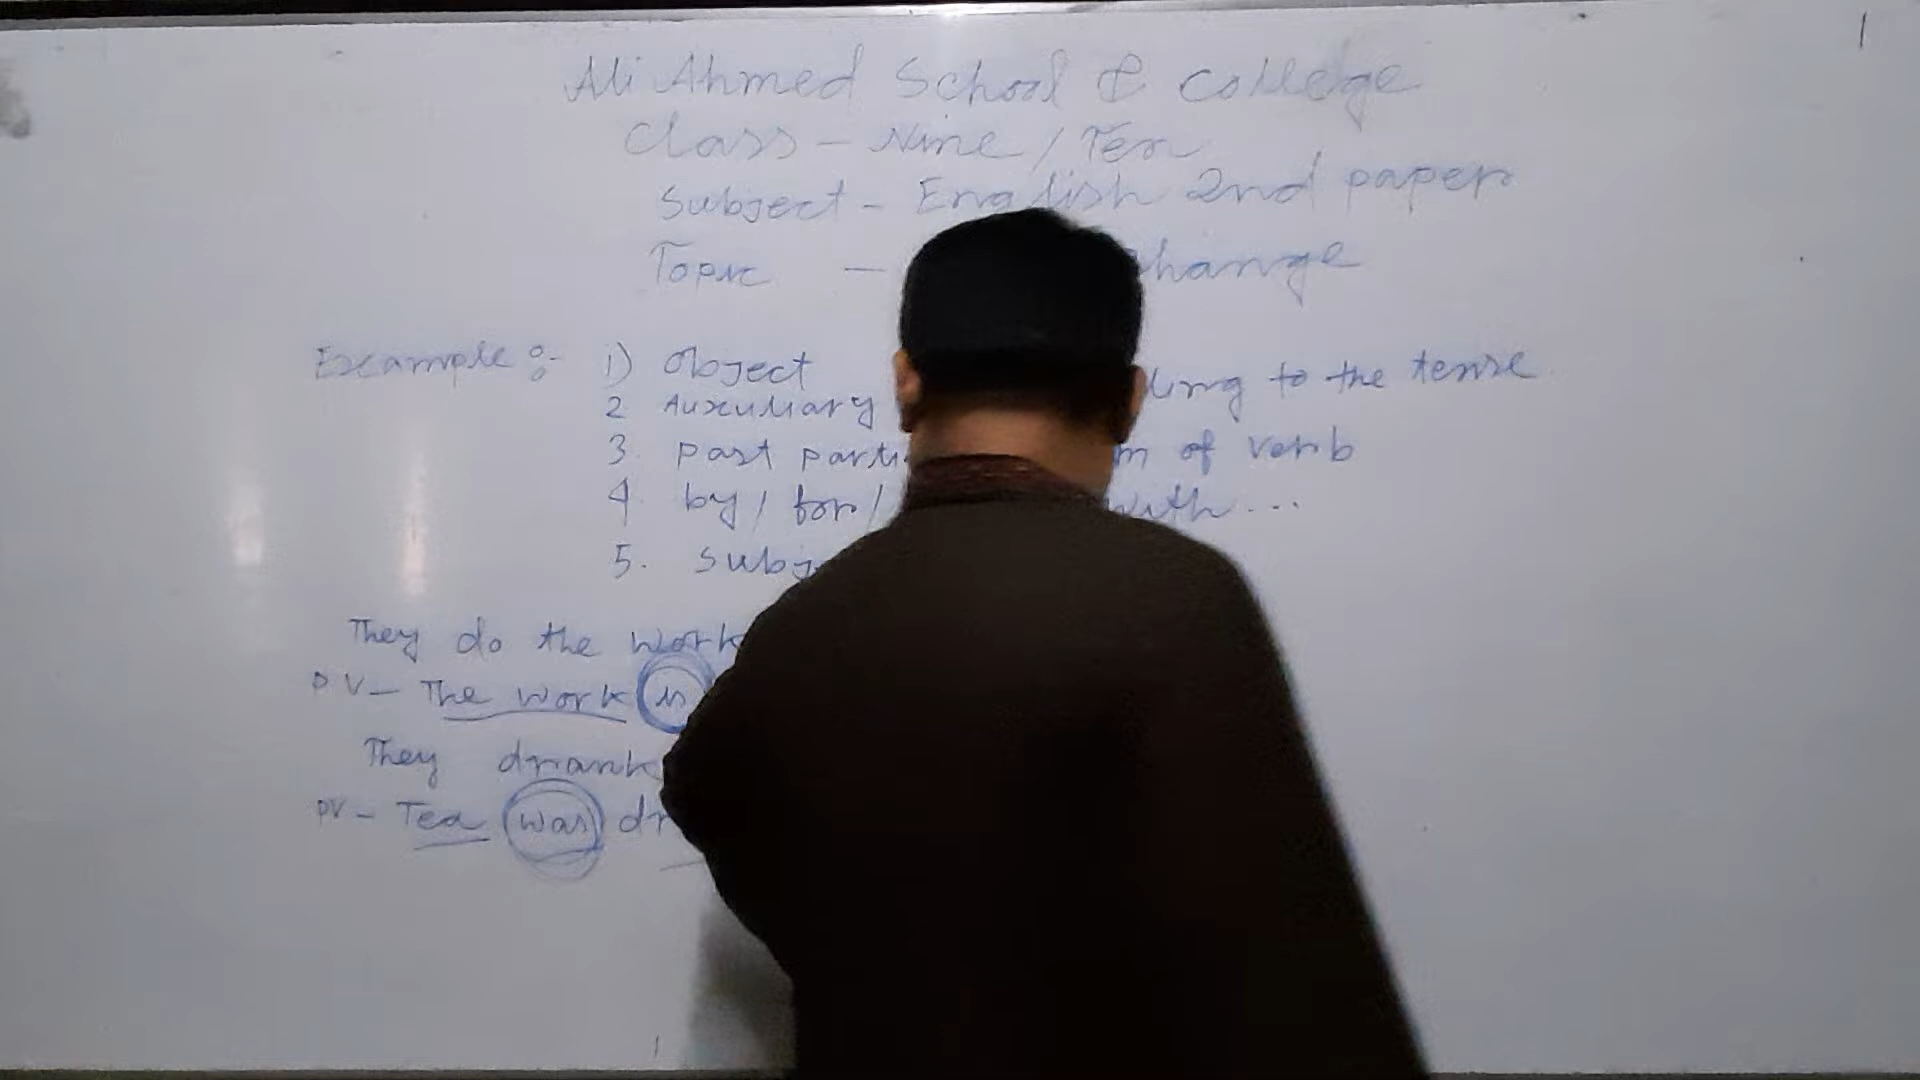 Ali Ahmed School & College
Class - Nine / Ten
Subject - English 2nd paper
Topic - hange
Example :- 1) Object
2 Auxuliary ding to the tense
3. past parti m of verb
4. by / for / with ...
5. Subj
They do the work
PV - The work is
They drank
PV - Tea was dr